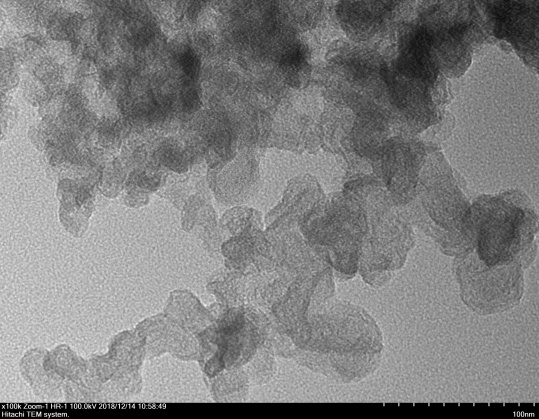 x100k Zoom-1 HR-1 100.0kV 2018/12/14 10:58:49
Hitachi TEM system.
100nm